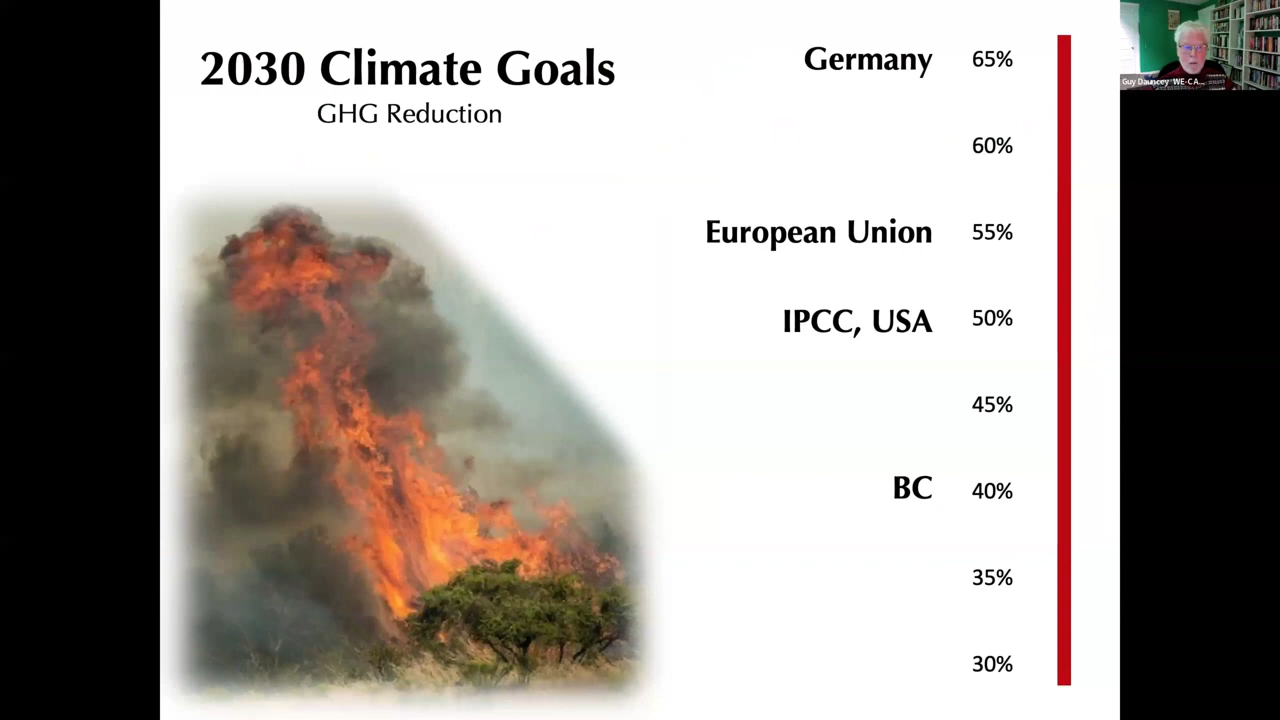 2030 Climate Goals
GHG Reduction
Germany 65%
60%
European Union 55%
IPCC, USA 50%
45%
BC 40%
35%
30%
Guy Dauncey WE-C A...